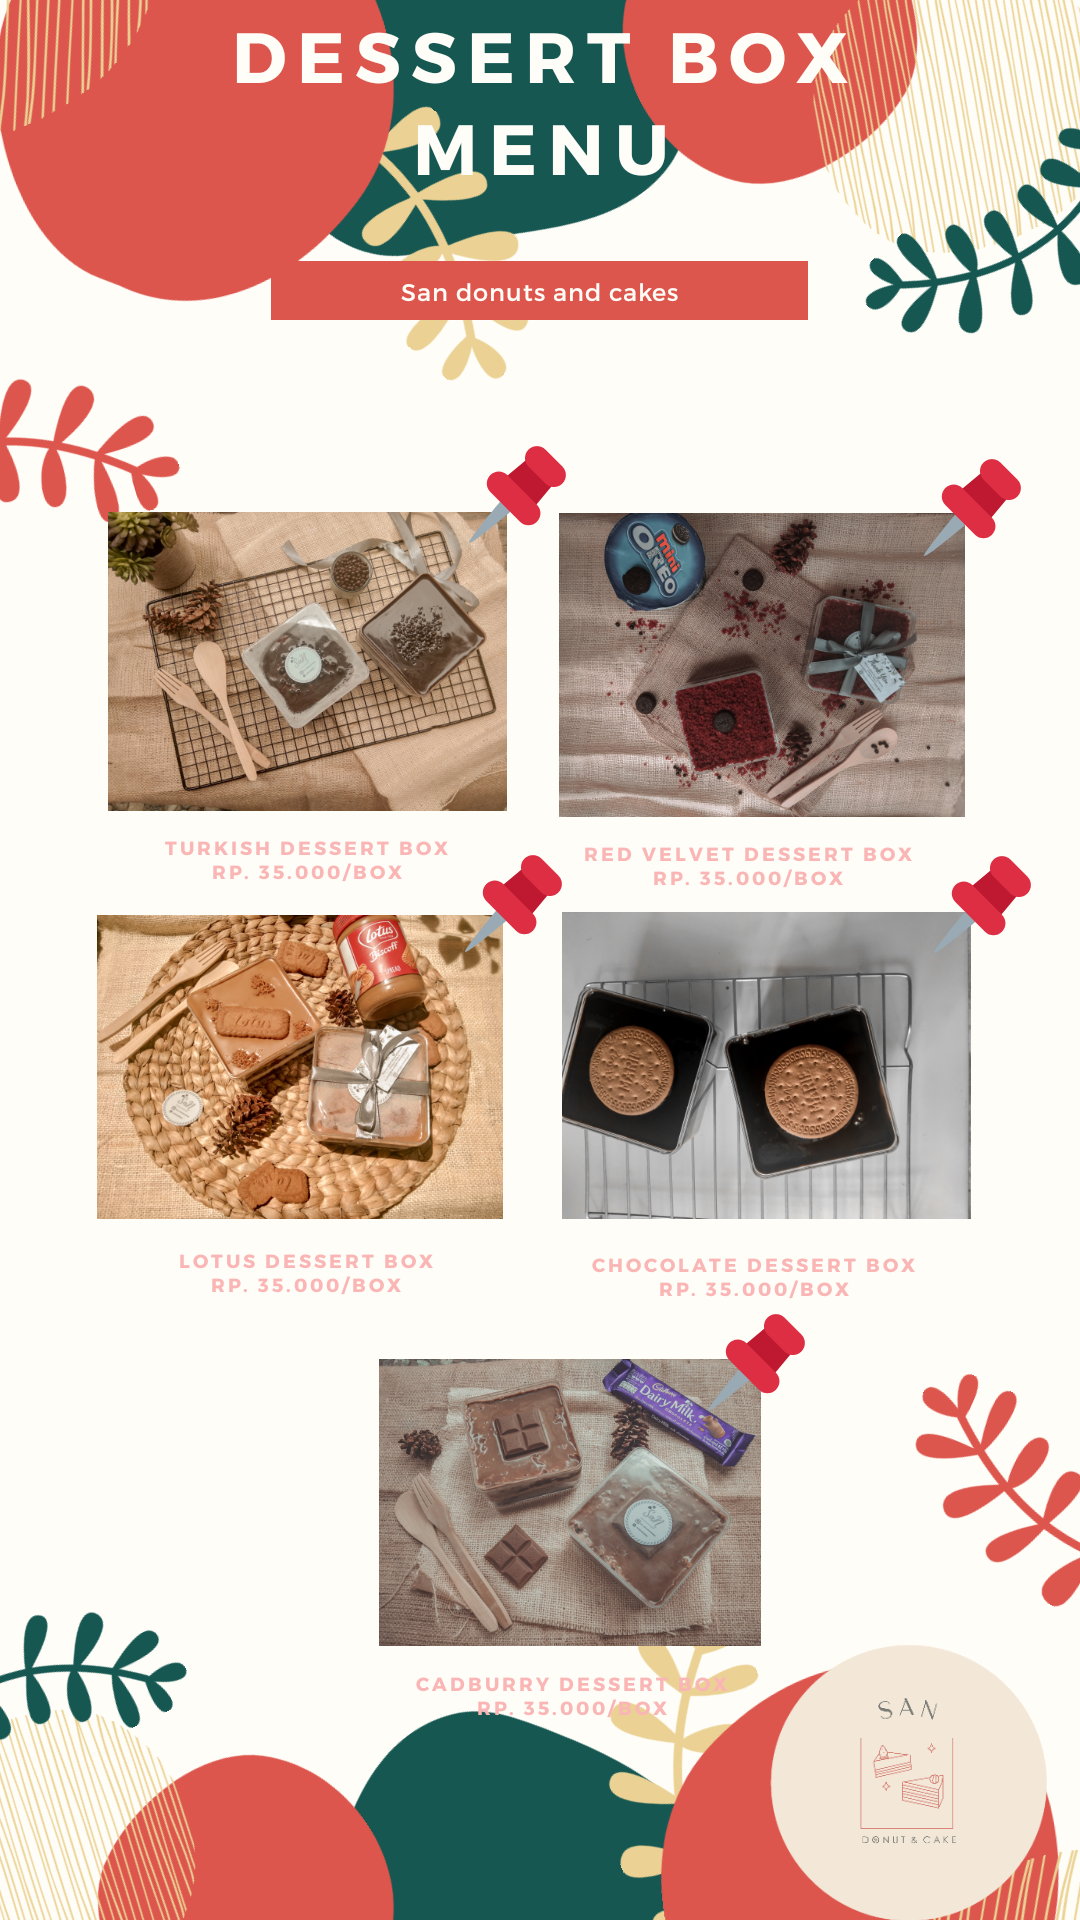 DESSERT BOX
MENU
San donuts and cakes
mini
OREO
TURKISH DESSERT BOX
RP. 35.000/BOX
RED VELVET DESSERT BOX
RP. 35.000/BOX
Lotus
Biscoff
SPREAD
Lotus
LOTUS DESSERT BOX
RP. 35.000/BOX
CHOCOLATE DESSERT BOX
RP. 35.000/BOX
Cadbury
Dairy Milk
CADBURRY DESSERT BOX
RP. 35.000/BOX
SAN
DONUT & CAKE